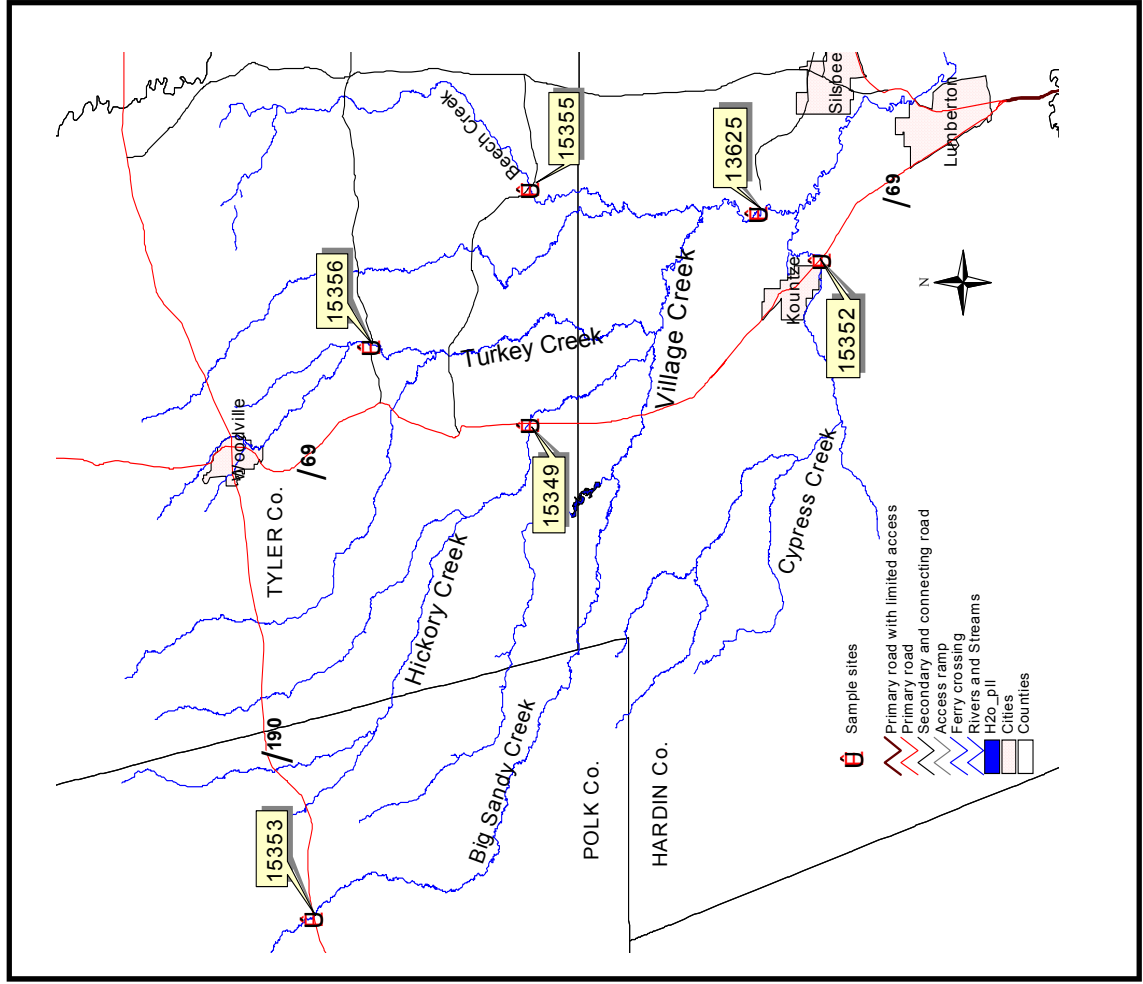 Silsbee
Lumberton
Beech Creek
15355
13625
/69
15356
Kountze
N
Village Creek
Turkey Creek
15352
Woodville
/69
15349
TYLER Co.
Cypress Creek
Hickory Creek
/190
Big Sandy Creek
POLK Co.
HARDIN Co.
15353
Sample sites
Primary road with limited access
Primary road
Secondary and connecting road
Access ramp
Ferry crossing
Rivers and Streams
H2o_pll
Cities
Counties